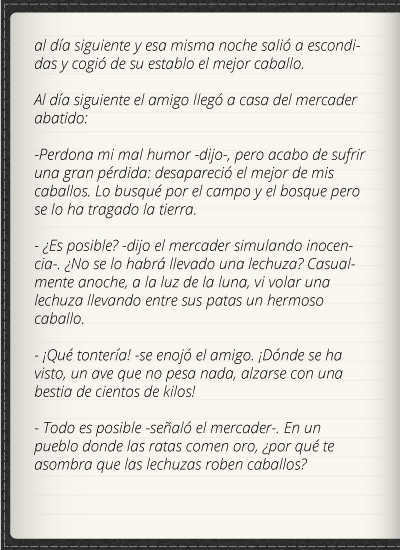 al día siguiente y esa misma noche salió a escondi-
das y cogió de su establo el mejor caballo.
Al día siguiente el amigo llegó a casa del mercader
abatido:
-Perdona mi mal humor -dijo-, pero acabo de sufrir
una gran pérdida: desapareció el mejor de mis
caballos. Lo busqué por el campo y el bosque pero
se lo ha tragado la tierra.
- ¿Es posible? -dijo el mercader simulando inocen-
cia-. ¿No se lo habrá llevado una lechuza? Casual-
mente anoche, a la luz de la luna, vi volar una
lechuza llevando entre sus patas un hermoso
caballo.
- ¡Qué tontería! -se enojó el amigo. ¡Dónde se ha
visto, un ave que no pesa nada, alzarse con una
bestia de cientos de kilos!
- Todo es posible -señaló el mercader-. En un
pueblo donde las ratas comen oro, ¿por qué te
asombra que las lechuzas roben caballos?